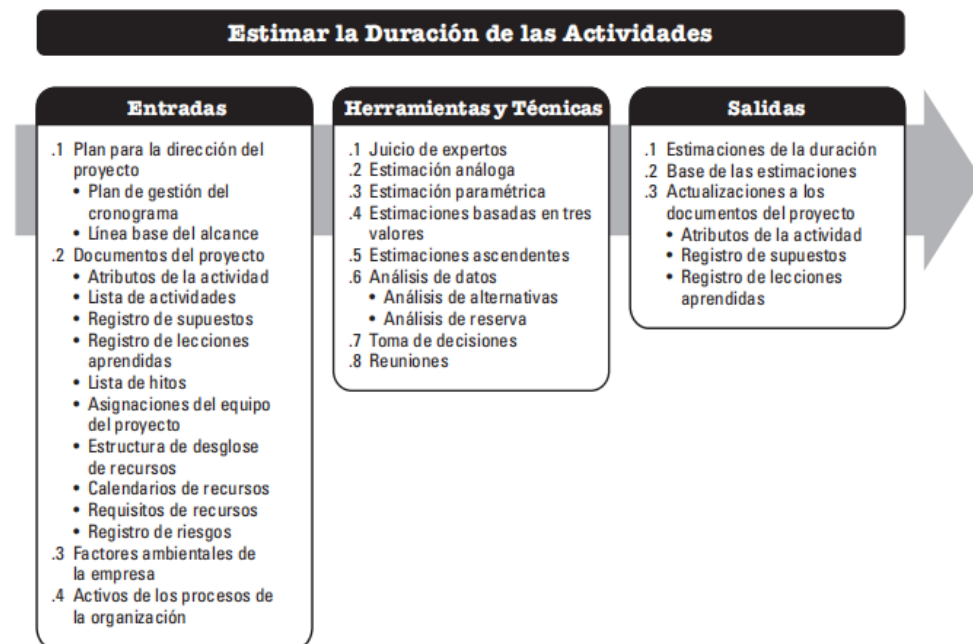 Estimar la Duración de las Actividades
Entradas
.1 Plan para la dirección del
proyecto
• Plan de gestión del
cronograma
• Línea base del alcance
.2 Documentos del proyecto
• Atributos de la actividad
• Lista de actividades
• Registro de supuestos
• Registro de lecciones
aprendidas
• Lista de hitos
• Asignaciones del equipo
del proyecto
• Estructura de desglose
de recursos
• Calendarios de recursos
• Requisitos de recursos
• Registro de riesgos
.3 Factores ambientales de
la empresa
.4 Activos de los procesos de
la organización
Herramientas y Técnicas
.1 Juicio de expertos
.2 Estimación análoga
.3 Estimación paramétrica
.4 Estimaciones basadas en tres
valores
.5 Estimaciones ascendentes
.6 Análisis de datos
• Análisis de alternativas
• Análisis de reserva
.7 Toma de decisiones
.8 Reuniones
Salidas
.1 Estimaciones de la duración
.2 Base de las estimaciones
.3 Actualizaciones a los
documentos del proyecto
• Atributos de la actividad
• Registro de supuestos
• Registro de lecciones
aprendidas